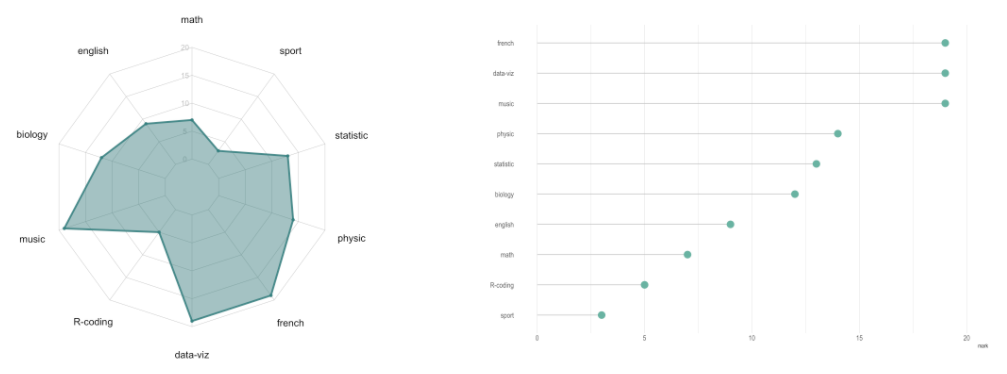 math
english
sport
20
15
10
5
0
biology
statistic
music
physic
R-coding
french
data-viz
french
data-viz
music
physic
statistic
biology
english
math
R-coding
sport
0 5 10 15 20
mark